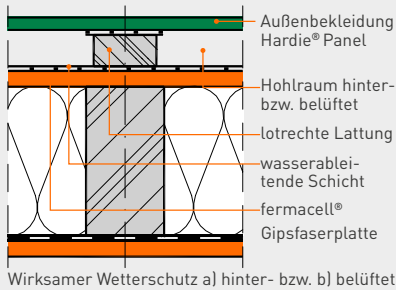 Außenbekleidung
Hardie® Panel
Hohlraum hinter-
bzw. belüftet
lotrechte Lattung
wasserablei-
tende Schicht
fermacell®
Gipsfaserplatte
Wirksamer Wetterschutz a) hinter- bzw. b) belüftet